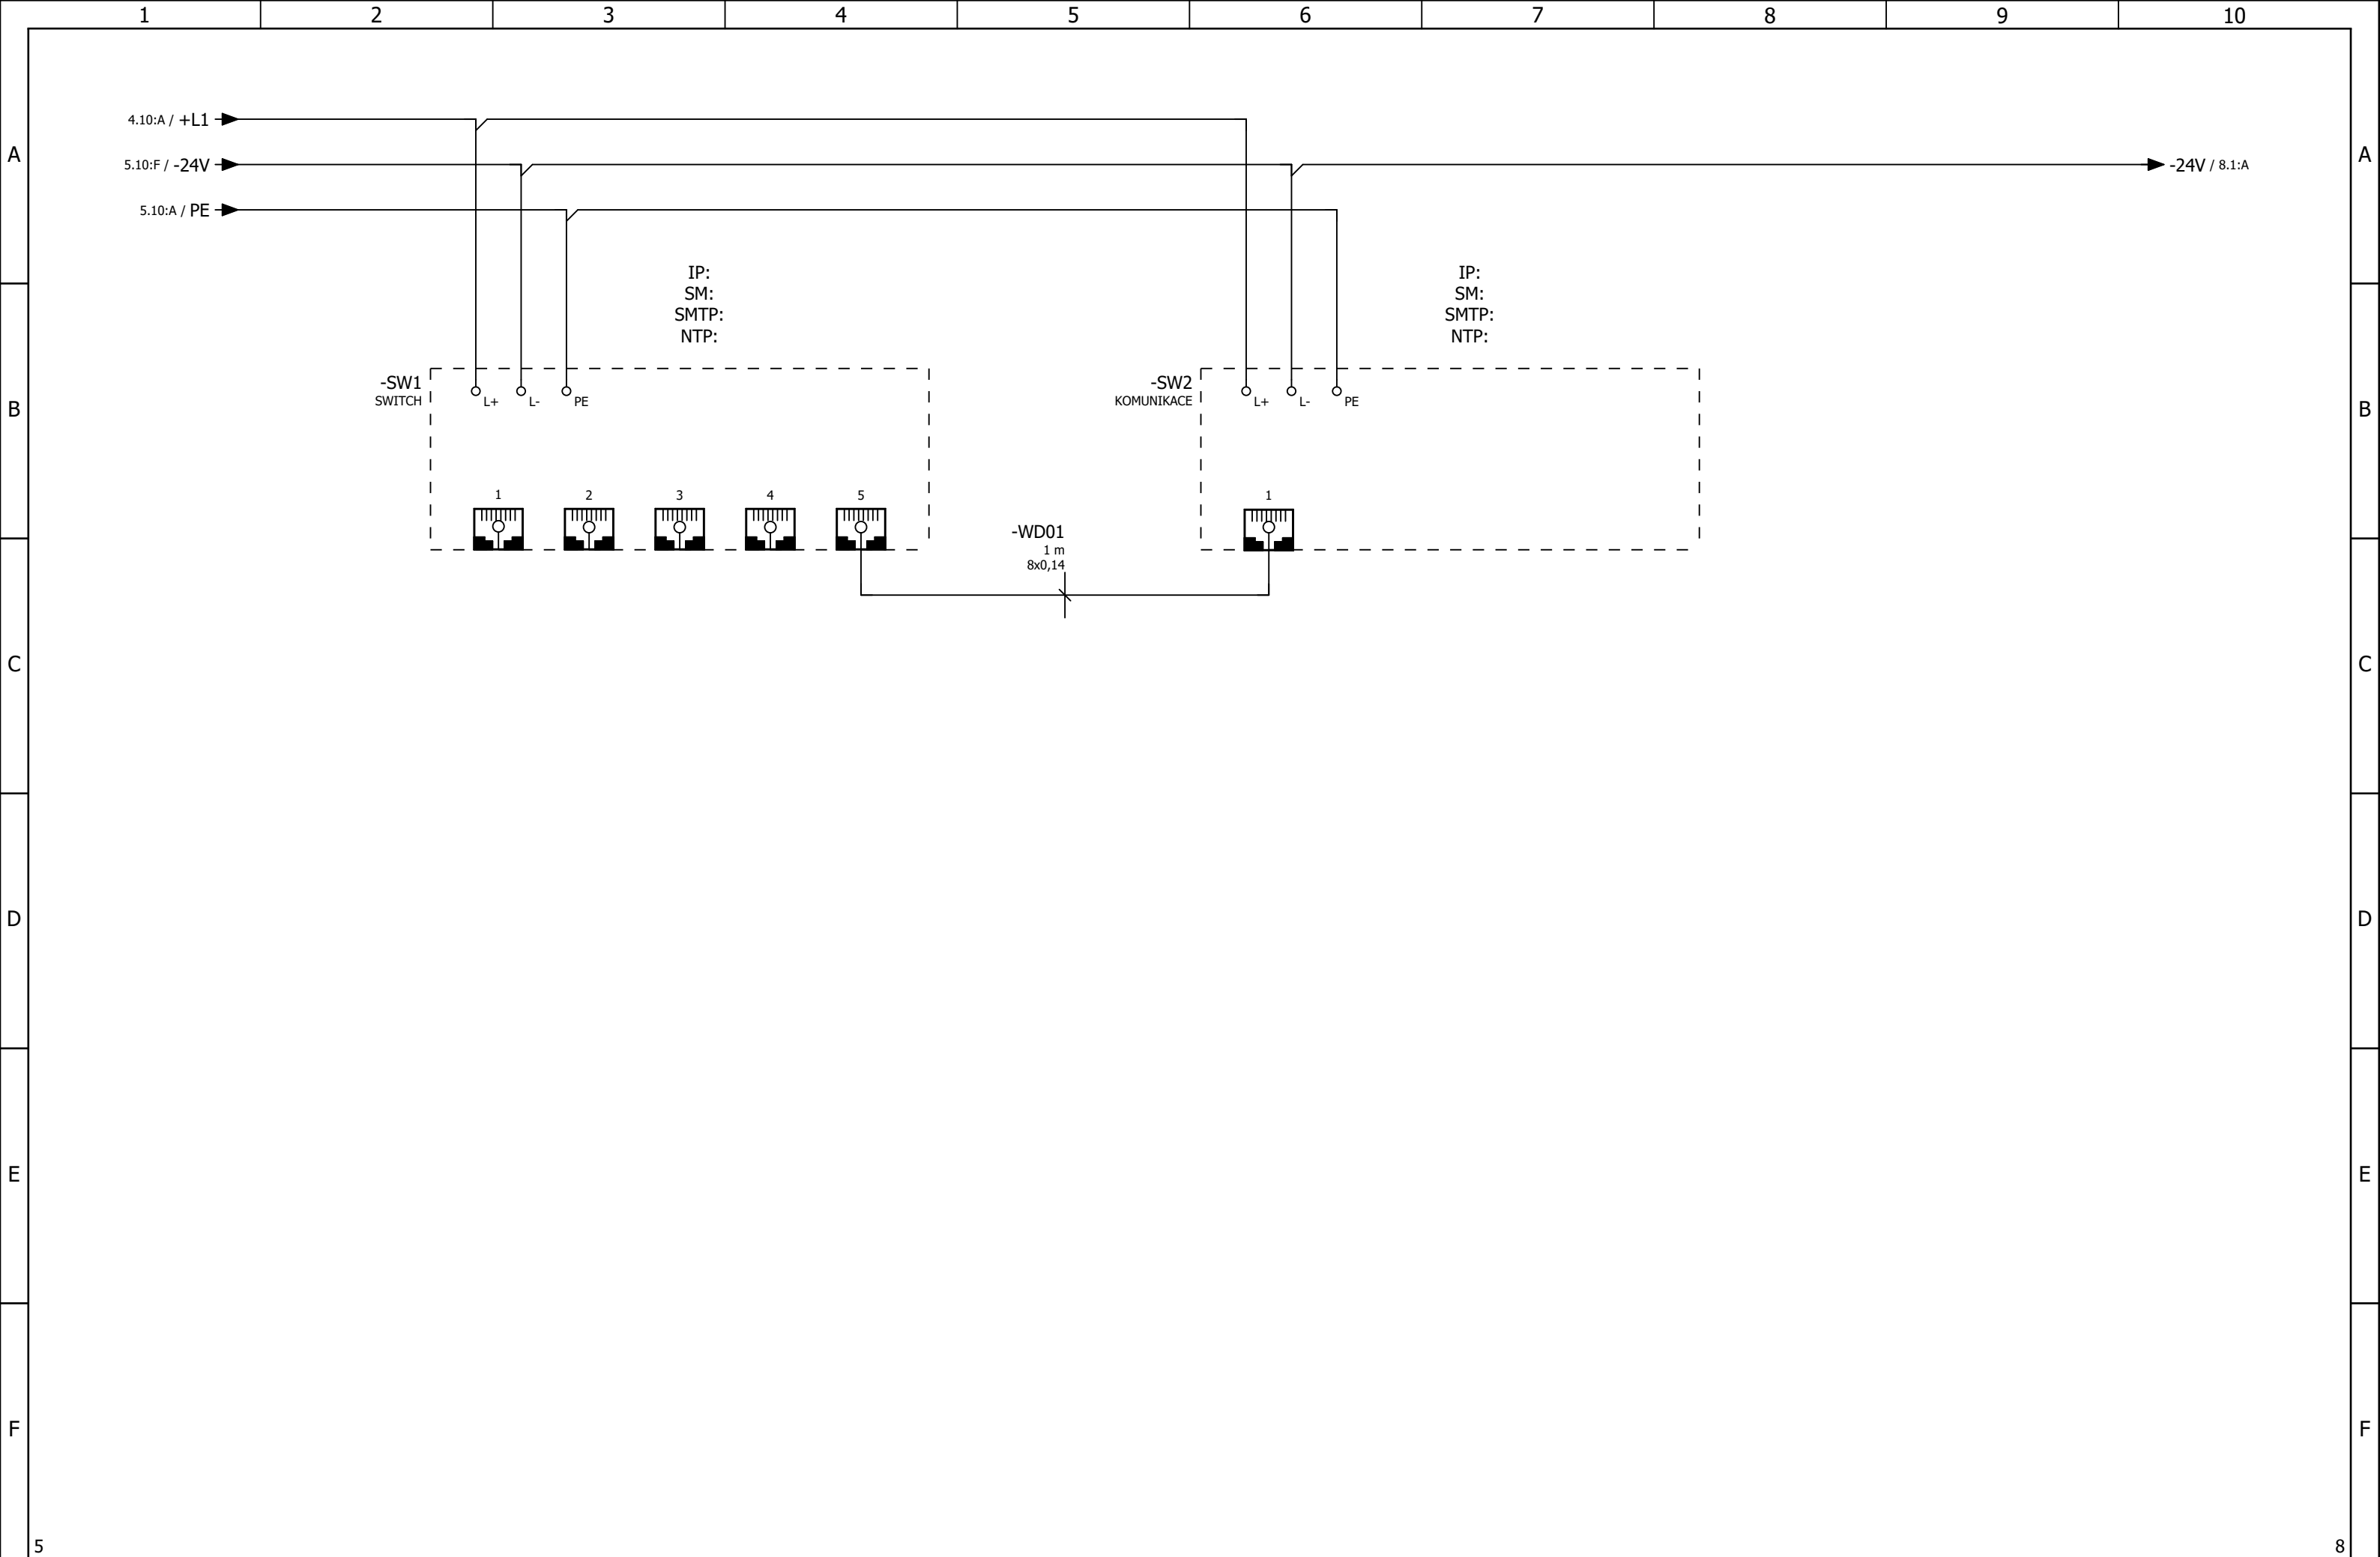 1 2 3 4 5 6 7 8 9 10
4.10:A / +L1
A A
5.10:F / -24V -24V / 8.1:A
5.10:A / PE
IP: IP:
SM: SM:
SMTP: SMTP:
NTP: NTP:
-SW1 -SW2
SWITCH L+ L- PE KOMUNIKACE L+ L- PE
B B
1 2 3 4 5 1
-WD01
1 m
8x0,14
C C
D D
E E
F F
5 8